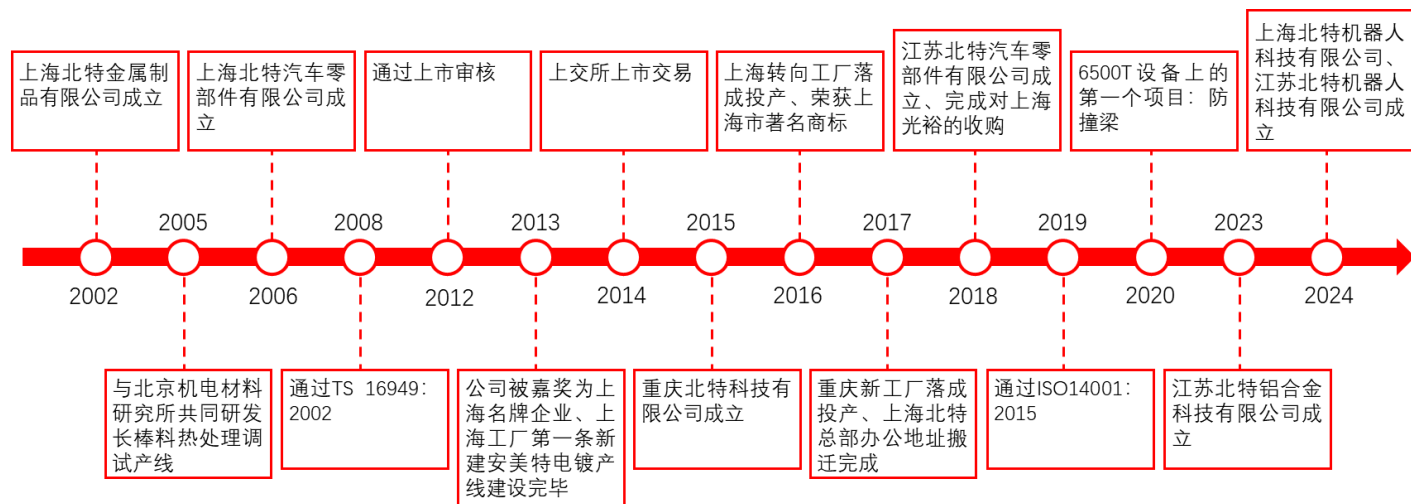 上海北特金属制
品有限公司成立
上海北特汽车零
部件有限公司成
立
通过上市审核
上交所上市交易
上海转向工厂落
成投产、荣获上
海市著名商标
江苏北特汽车零
部件有限公司成
立、完成对上海
光裕的收购
6500T设备上的
第一个项目：防
撞梁
上海北特机器人
科技有限公司、
江苏北特机器人
科技有限公司成
立
2005
2008
2013
2015
2017
2019
2023
2002
2006
2012
2014
2016
2018
2020
2024
与北京机电材料
研究所共同研发
长棒料热处理调
试产线
通过TS 16949：
2002
公司被嘉奖为上
海名牌企业、上
海工厂第一条新
建安美特电镀产
线建设完毕
重庆北特科技有
限公司成立
重庆新工厂落成
投产、上海北特
总部办公地址搬
迁完成
通过ISO14001：
2015
江苏北特铝合金
科技有限公司成
立